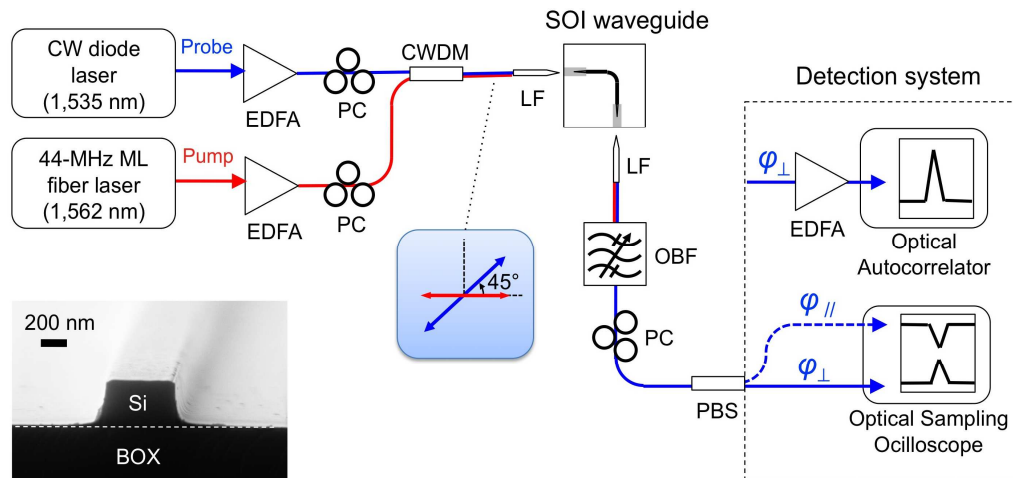 SOI waveguide
CW diode
laser
(1,535 nm)
Probe
EDFA
PC
CWDM
LF
44-MHz ML
fiber laser
(1,562 nm)
Pump
EDFA
PC
45°
LF
OBF
PC
PBS
Detection system
φ⊥
EDFA
Optical
Autocorrelator
φ//
φ⊥
Optical Sampling
Ocilloscope
200 nm
Si
BOX